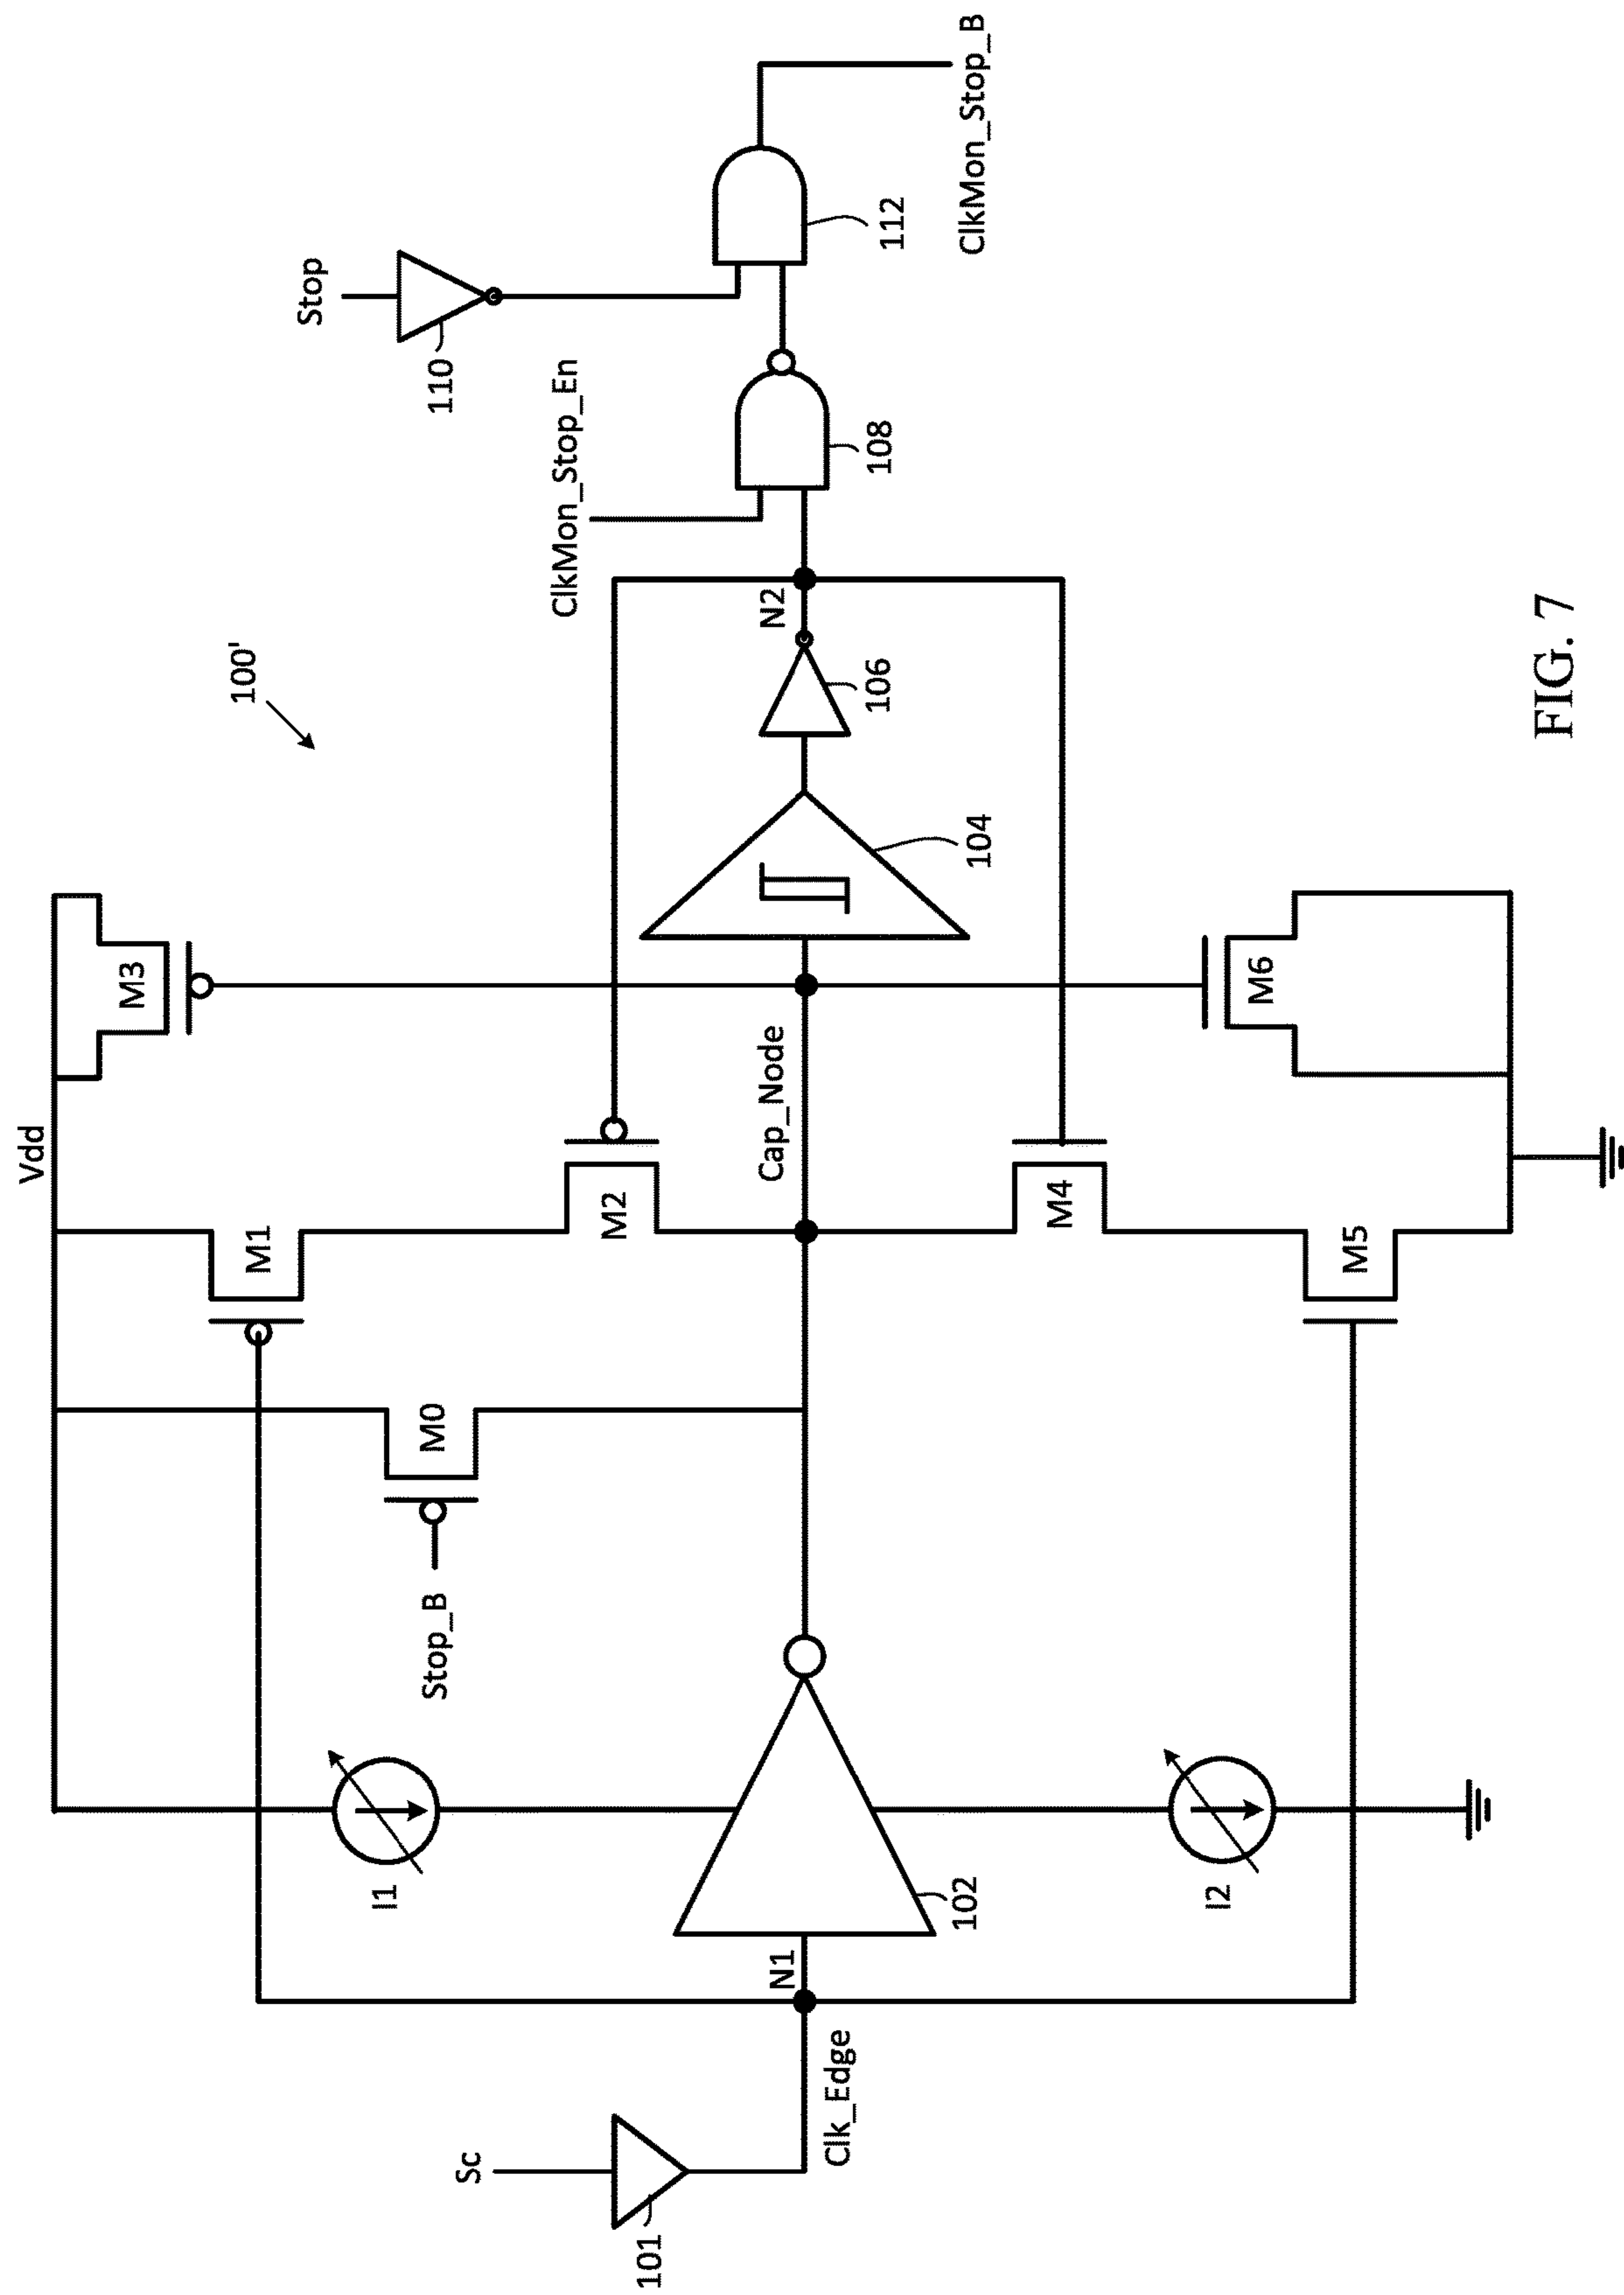 100'
Vdd
M3
M1
I1
M0
Stop_B
M2
Sc
101
Clk_Edge
N1
102
Cap_Node
104
106
N2
ClkMon_Stop_En
108
Stop
110
112
ClkMon_Stop_B
M4
M5
M6
I2
FIG. 7